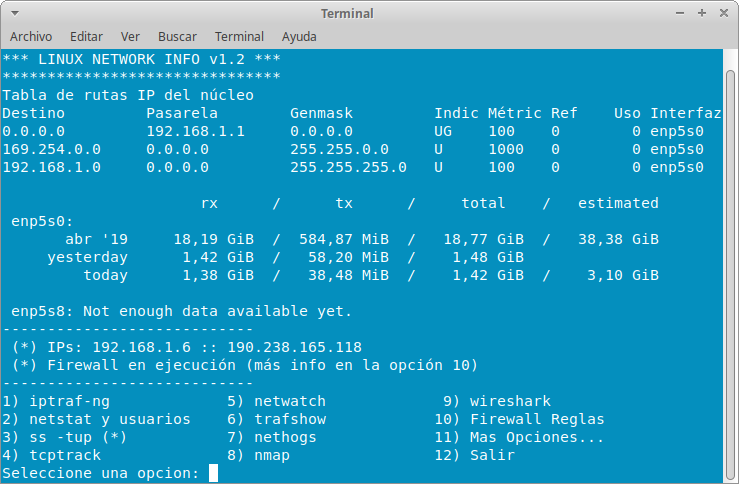 Terminal
Archivo Editar Ver Buscar Terminal Ayuda
*** LINUX NETWORK INFO v1.2 ***
*******************************
Tabla de rutas IP del núcleo
Destino Pasarela Genmask Indic Métric Ref Uso Interfaz
0.0.0.0 192.168.1.1 0.0.0.0 UG 100 0 0 enp5s0
169.254.0.0 0.0.0.0 255.255.0.0 U 1000 0 0 enp5s0
192.168.1.0 0.0.0.0 255.255.255.0 U 100 0 0 enp5s0
rx / tx / total / estimated
enp5s0:
abr '19 18,19 GiB / 584,87 MiB / 18,77 GiB / 38,38 GiB
yesterday 1,42 GiB / 58,20 MiB / 1,48 GiB
today 1,38 GiB / 38,48 MiB / 1,42 GiB / 3,10 GiB
enp5s8: Not enough data available yet.
----------------------------
(*) IPs: 192.168.1.6 :: 190.238.165.118
(*) Firewall en ejecución (más info en la opción 10)
----------------------------
1) iptraf-ng 5) netwatch 9) wireshark
2) netstat y usuarios 6) trafshow 10) Firewall Reglas
3) ss -tup (*) 7) nethogs 11) Mas Opciones...
4) tcptrack 8) nmap 12) Salir
Seleccione una opcion: